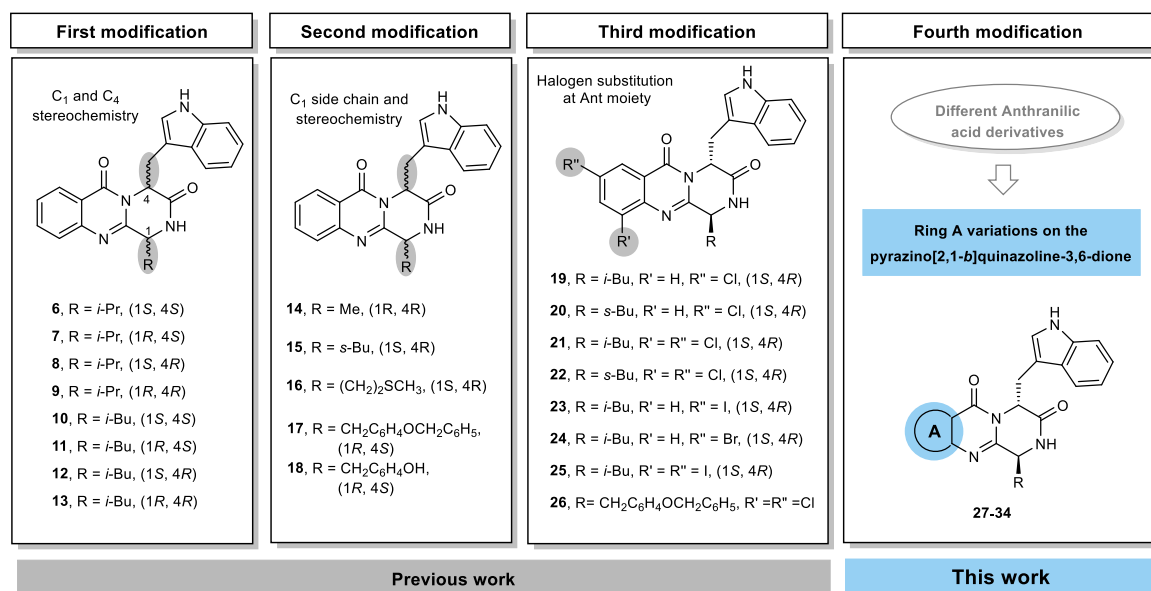 First modification
C1 and C4
stereochemistry
H
N
O
N
4
O
NH
N
1
R
6, R = i-Pr, (1S, 4S)
7, R = i-Pr, (1R, 4S)
8, R = i-Pr, (1S, 4R)
9, R = i-Pr, (1R, 4R)
10, R = i-Bu, (1S, 4S)
11, R = i-Bu, (1R, 4S)
12, R = i-Bu, (1S, 4R)
13, R = i-Bu, (1R, 4R)
Second modification
C1 side chain and
stereochemistry
H
N
O
N
O
NH
N
R
14, R = Me, (1R, 4R)
15, R = s-Bu, (1S, 4R)
16, R = (CH2)2SCH3, (1S, 4R)
17, R = CH2C6H4OCH2C6H5,
(1R, 4S)
18, R = CH2C6H4OH,
(1R, 4S)
Third modification
Halogen substitution
at Ant moiety
H
N
R"
O
N
O
NH
N
R'
R
19, R = i-Bu, R' = H, R" = Cl, (1S, 4R)
20, R = s-Bu, R' = H, R" = Cl, (1S, 4R)
21, R = i-Bu, R' = R" = Cl, (1S, 4R)
22, R = s-Bu, R' = R" = Cl, (1S, 4R)
23, R = i-Bu, R' = H, R" = I, (1S, 4R)
24, R = i-Bu, R' = H, R" = Br, (1S, 4R)
25, R = i-Bu, R' = R" = I, (1S, 4R)
26, R= CH2C6H4OCH2C6H5, R' =R" =Cl
Fourth modification
Different Anthranilic
acid derivatives
Ring A variations on the
pyrazino[2,1-b]quinazoline-3,6-dione
H
N
O
N
O
A
NH
N
R
27-34
Previous work
This work